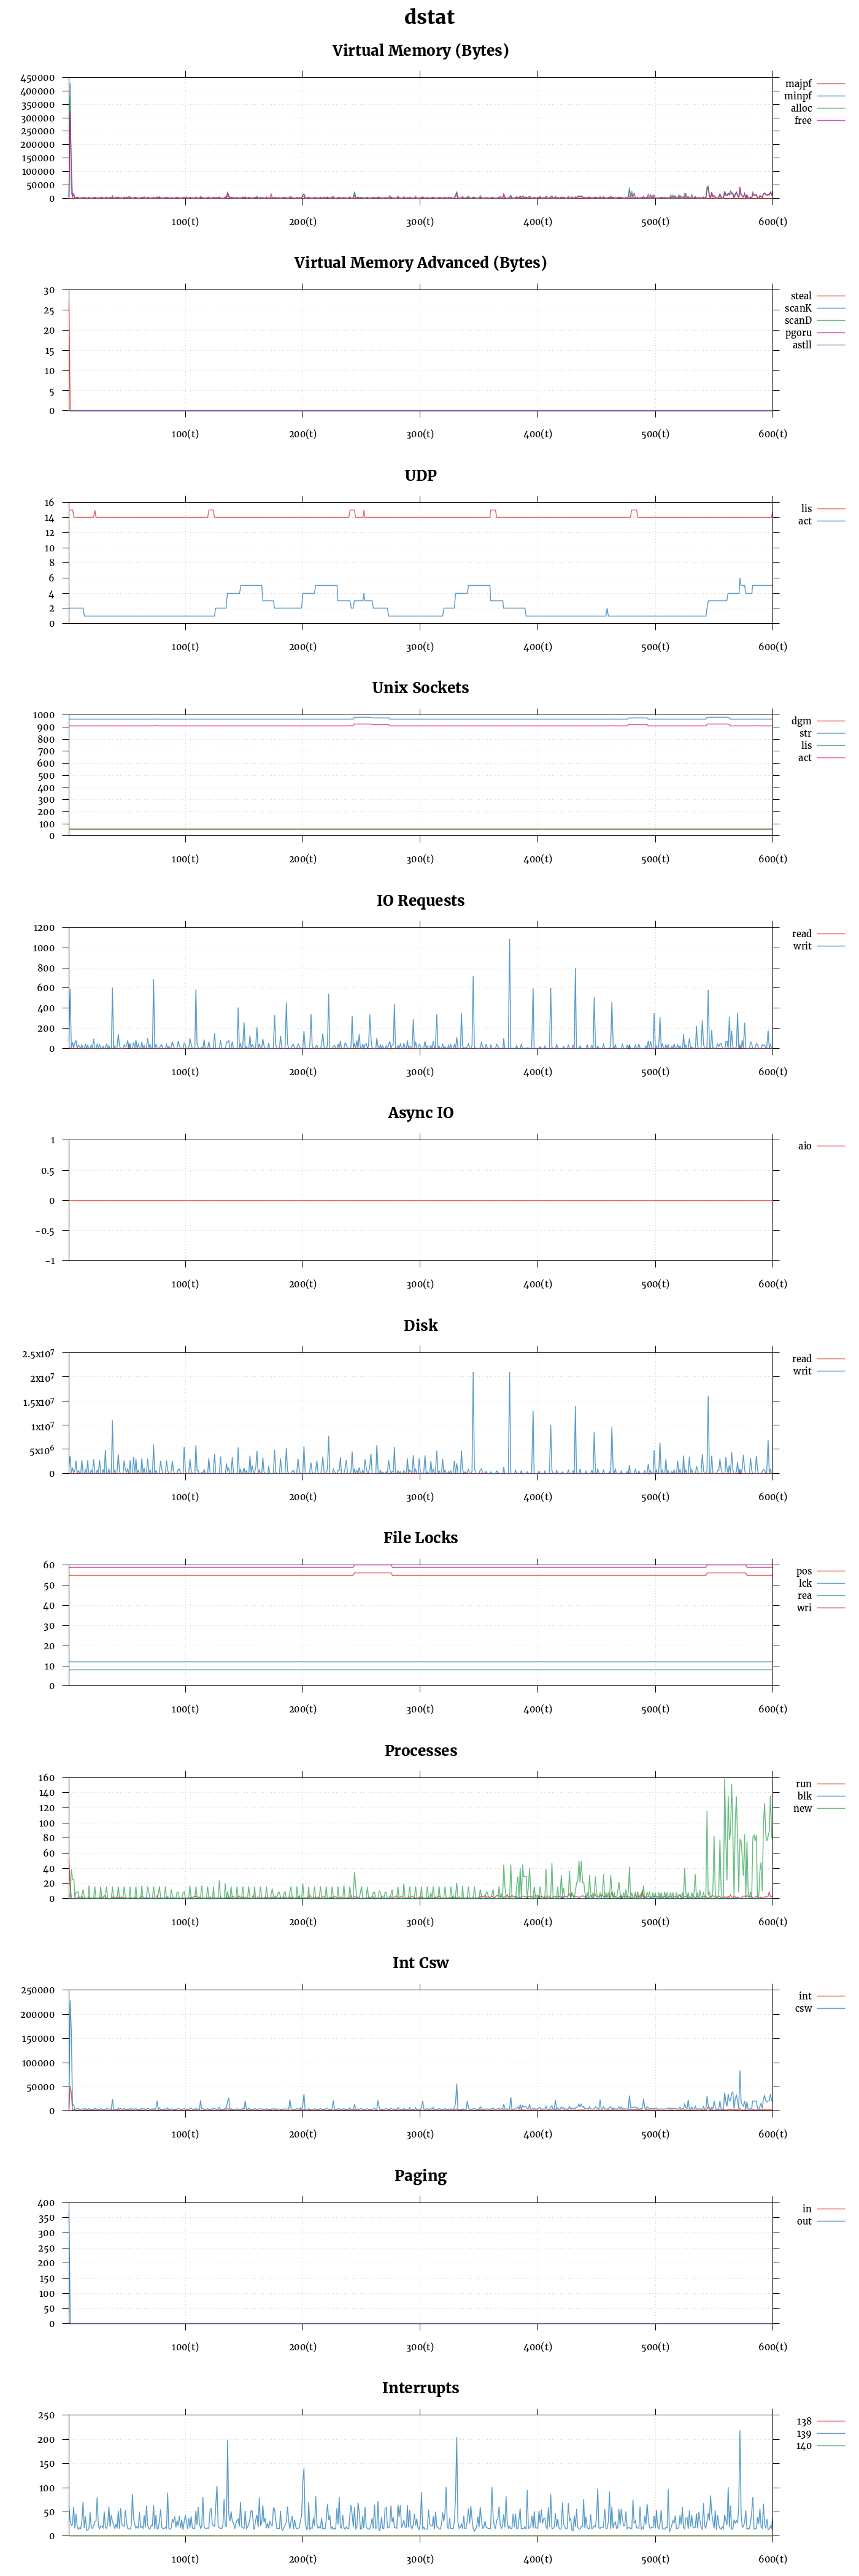 dstat
Virtual Memory (Bytes)
450000
400000
350000
300000
250000
200000
150000
100000
50000
0
majpf
minpf
alloc
free
100(t) 200(t) 300(t) 400(t) 500(t) 600(t)
Virtual Memory Advanced (Bytes)
30
25
20
15
10
5
0
steal
scanK
scanD
pgoru
astll
100(t) 200(t) 300(t) 400(t) 500(t) 600(t)
UDP
16
14
12
10
8
6
4
2
0
lis
act
100(t) 200(t) 300(t) 400(t) 500(t) 600(t)
Unix Sockets
1000
900
800
700
600
500
400
300
200
100
0
dgm
str
lis
act
100(t) 200(t) 300(t) 400(t) 500(t) 600(t)
IO Requests
1200
1000
800
600
400
200
0
read
writ
100(t) 200(t) 300(t) 400(t) 500(t) 600(t)
Async IO
1
0.5
0
-0.5
-1
aio
100(t) 200(t) 300(t) 400(t) 500(t) 600(t)
Disk
2.5x10⁷
2x10⁷
1.5x10⁷
1x10⁷
5x10⁶
0
read
writ
100(t) 200(t) 300(t) 400(t) 500(t) 600(t)
File Locks
60
50
40
30
20
10
0
pos
lck
rea
wri
100(t) 200(t) 300(t) 400(t) 500(t) 600(t)
Processes
160
140
120
100
80
60
40
20
0
run
blk
new
100(t) 200(t) 300(t) 400(t) 500(t) 600(t)
Int Csw
250000
200000
150000
100000
50000
0
int
csw
100(t) 200(t) 300(t) 400(t) 500(t) 600(t)
Paging
400
350
300
250
200
150
100
50
0
in
out
100(t) 200(t) 300(t) 400(t) 500(t) 600(t)
Interrupts
250
200
150
100
50
0
138
139
140
100(t) 200(t) 300(t) 400(t) 500(t) 600(t)